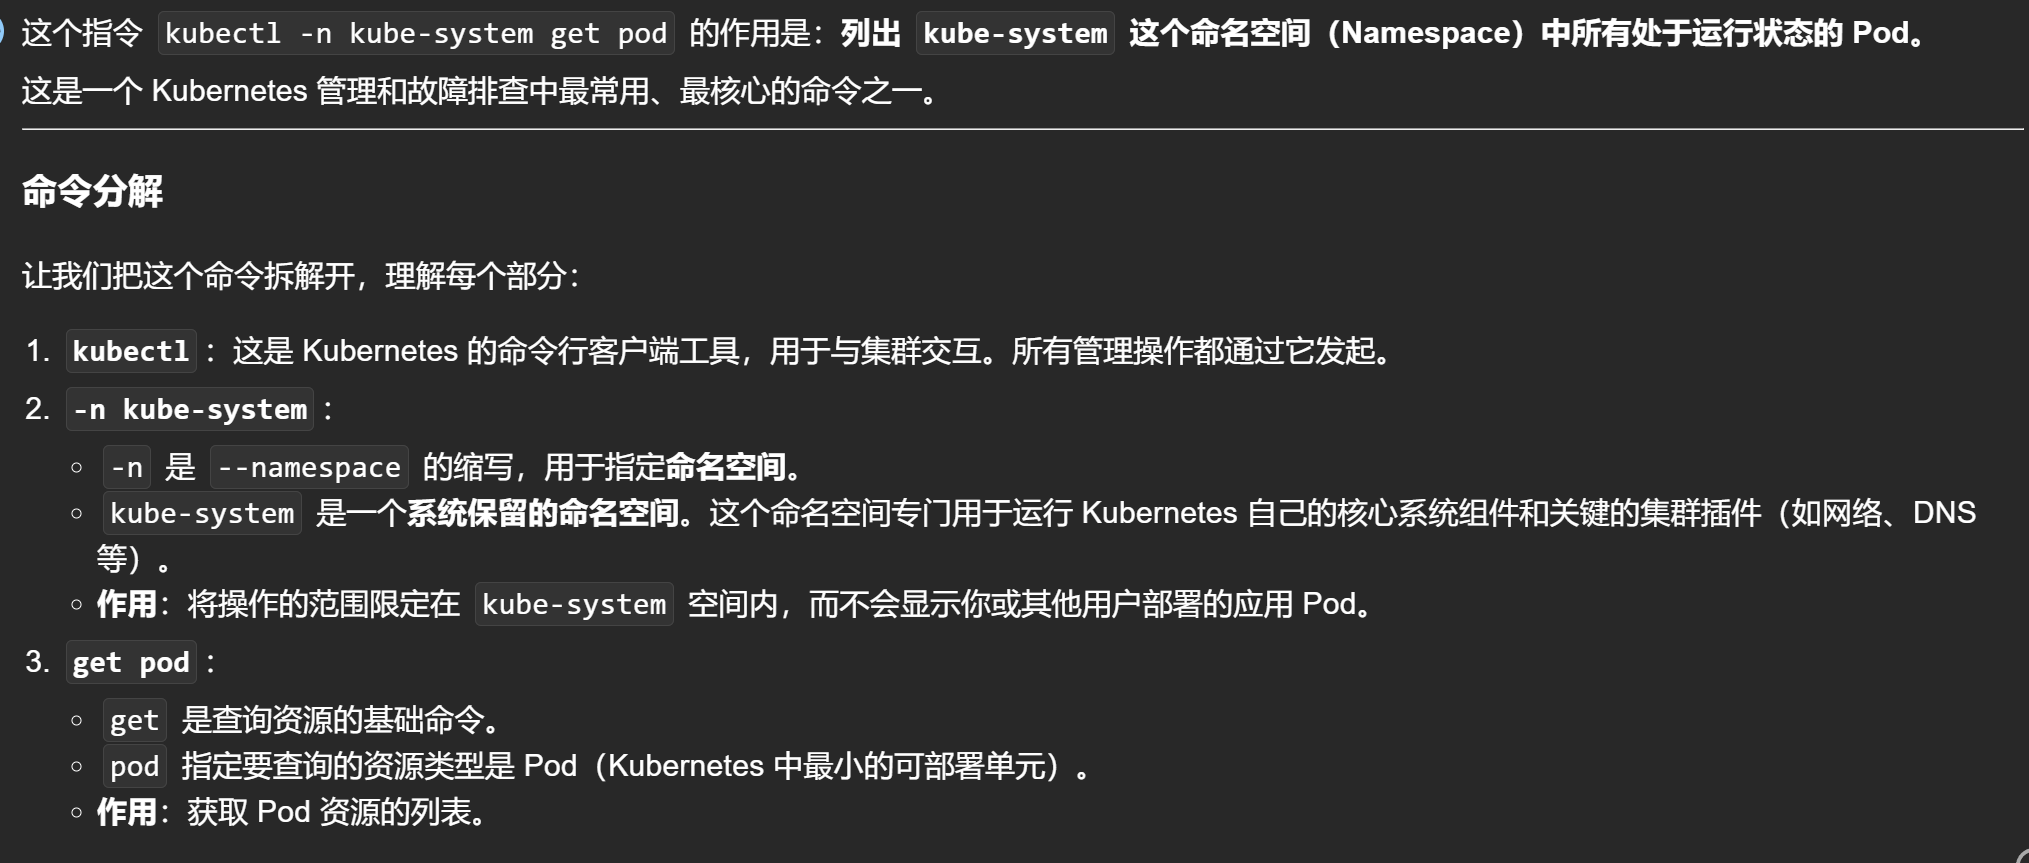 这个指令 kubectl -n kube-system get pod 的作用是：列出 kube-system 这个命名空间（Namespace）中所有处于运行状态的 Pod。
这是一个 Kubernetes 管理和故障排查中最常用、最核心的命令之一。
命令分解
让我们把这个命令拆解开，理解每个部分：
1. kubectl ：这是 Kubernetes 的命令行客户端工具，用于与集群交互。所有管理操作都通过它发起。
2. -n kube-system ：
◦ -n 是 --namespace 的缩写，用于指定命名空间。
◦ kube-system 是一个系统保留的命名空间。这个命名空间专门用于运行 Kubernetes 自己的核心系统组件和关键的集群插件（如网络、DNS
等）。
◦ 作用：将操作的范围限定在 kube-system 空间内，而不会显示你或其他用户部署的应用 Pod。
3. get pod ：
◦ get 是查询资源的基础命令。
◦ pod 指定要查询的资源类型是 Pod（Kubernetes 中最小的可部署单元）。
◦ 作用：获取 Pod 资源的列表。